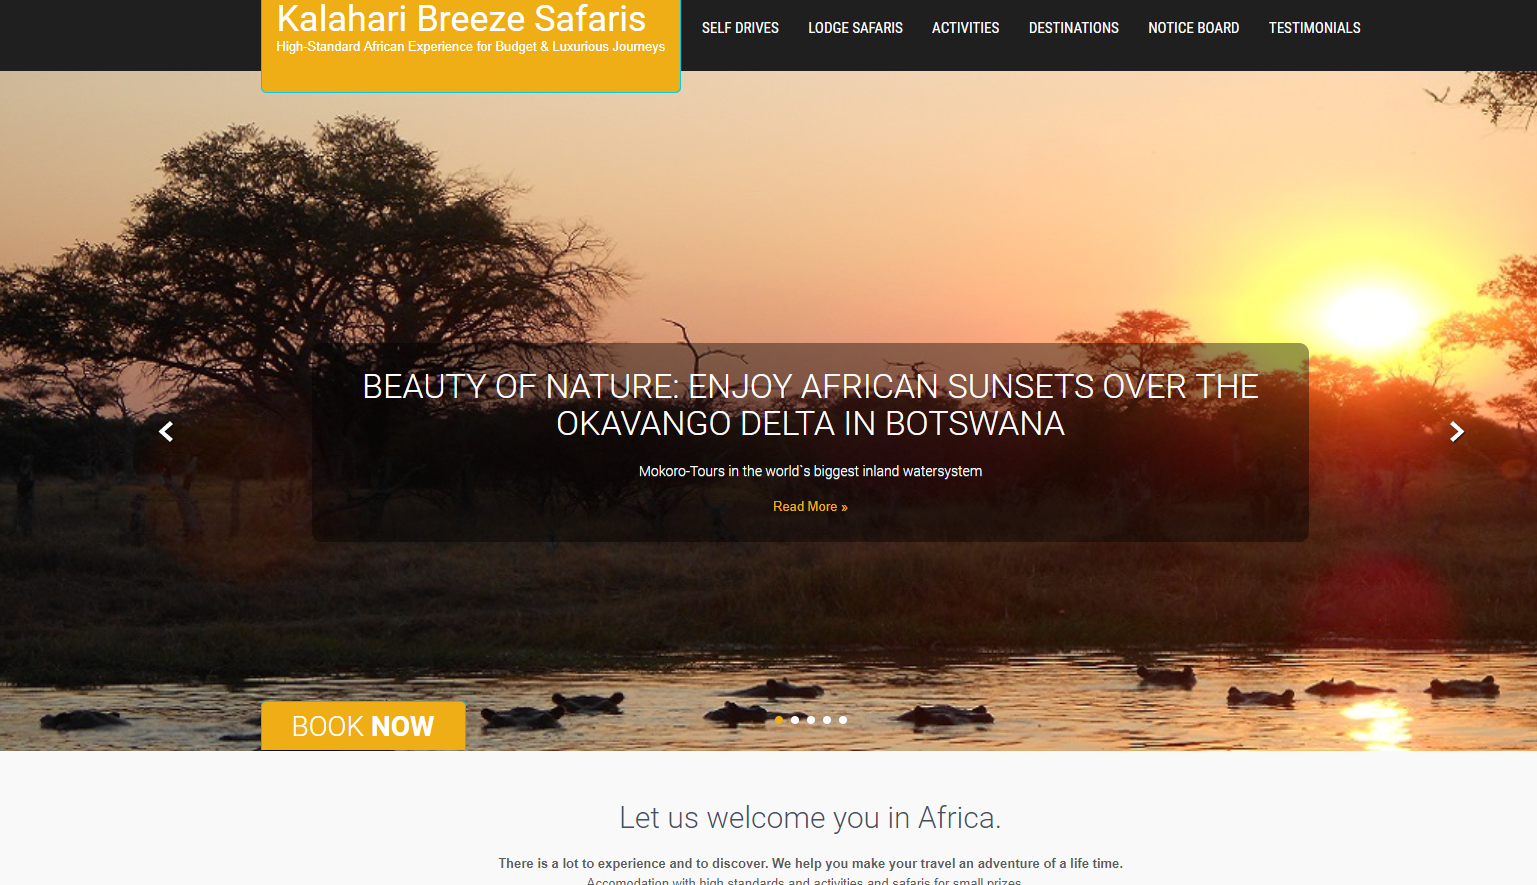 Kalahari Breeze Safaris
High-Standard African Experience for Budget & Luxurious Journeys
SELF DRIVES LODGE SAFARIS ACTIVITIES DESTINATIONS NOTICE BOARD TESTIMONIALS
BEAUTY OF NATURE: ENJOY AFRICAN SUNSETS OVER THE
OKAVANGO DELTA IN BOTSWANA
Mokoro-Tours in the world`s biggest inland watersystem
Read More »
BOOK NOW
Let us welcome you in Africa.
There is a lot to experience and to discover. We help you make your travel an adventure of a life time.
Accomodation with high standards and activities and safaris for small prizes